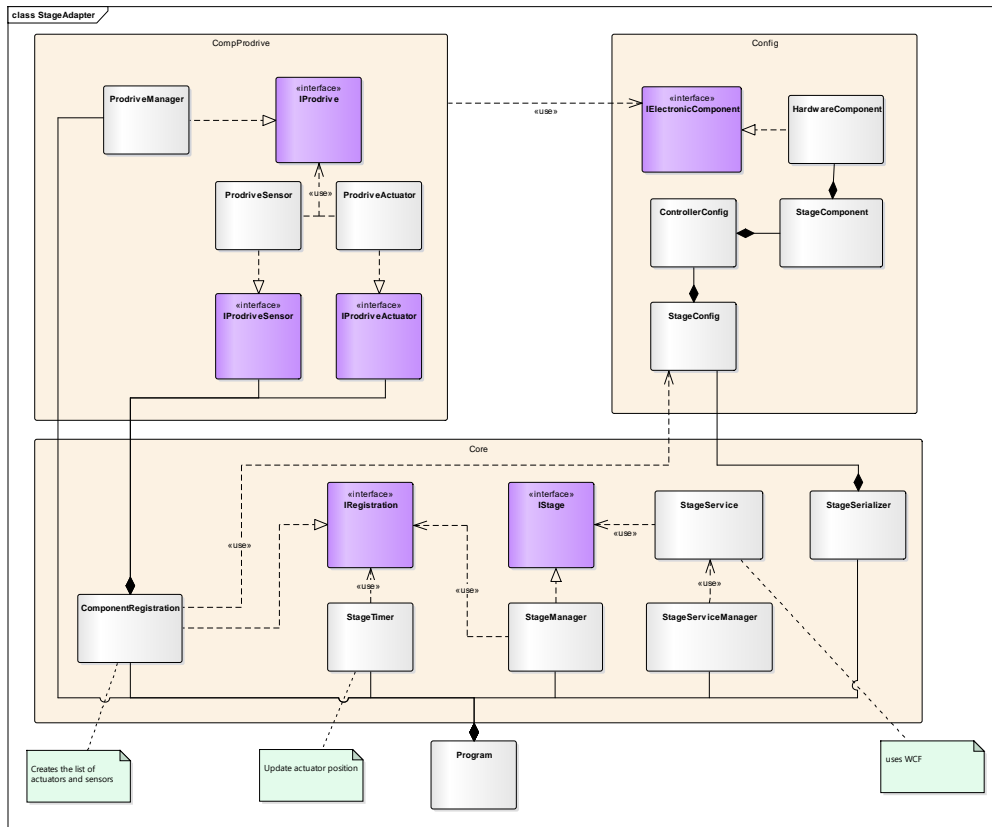 class StageAdapter
CompProdrive
Config
ProdriveManager
«interface»
IProdrive
«use»
«interface»
IElectronicComponent
HardwareComponent
ProdriveSensor
«use»
ProdriveActuator
ControllerConfig
StageComponent
«interface»
IProdriveSensor
«interface»
IProdriveActuator
StageConfig
Core
«interface»
IRegistration
«interface»
IStage
StageService
StageSerializer
«use»
«use»
«use»
«use»
«use»
ComponentRegistration
StageTimer
StageManager
StageServiceManager
Program
Creates the list of
actuators and sensors
Update actuator position
uses WCF